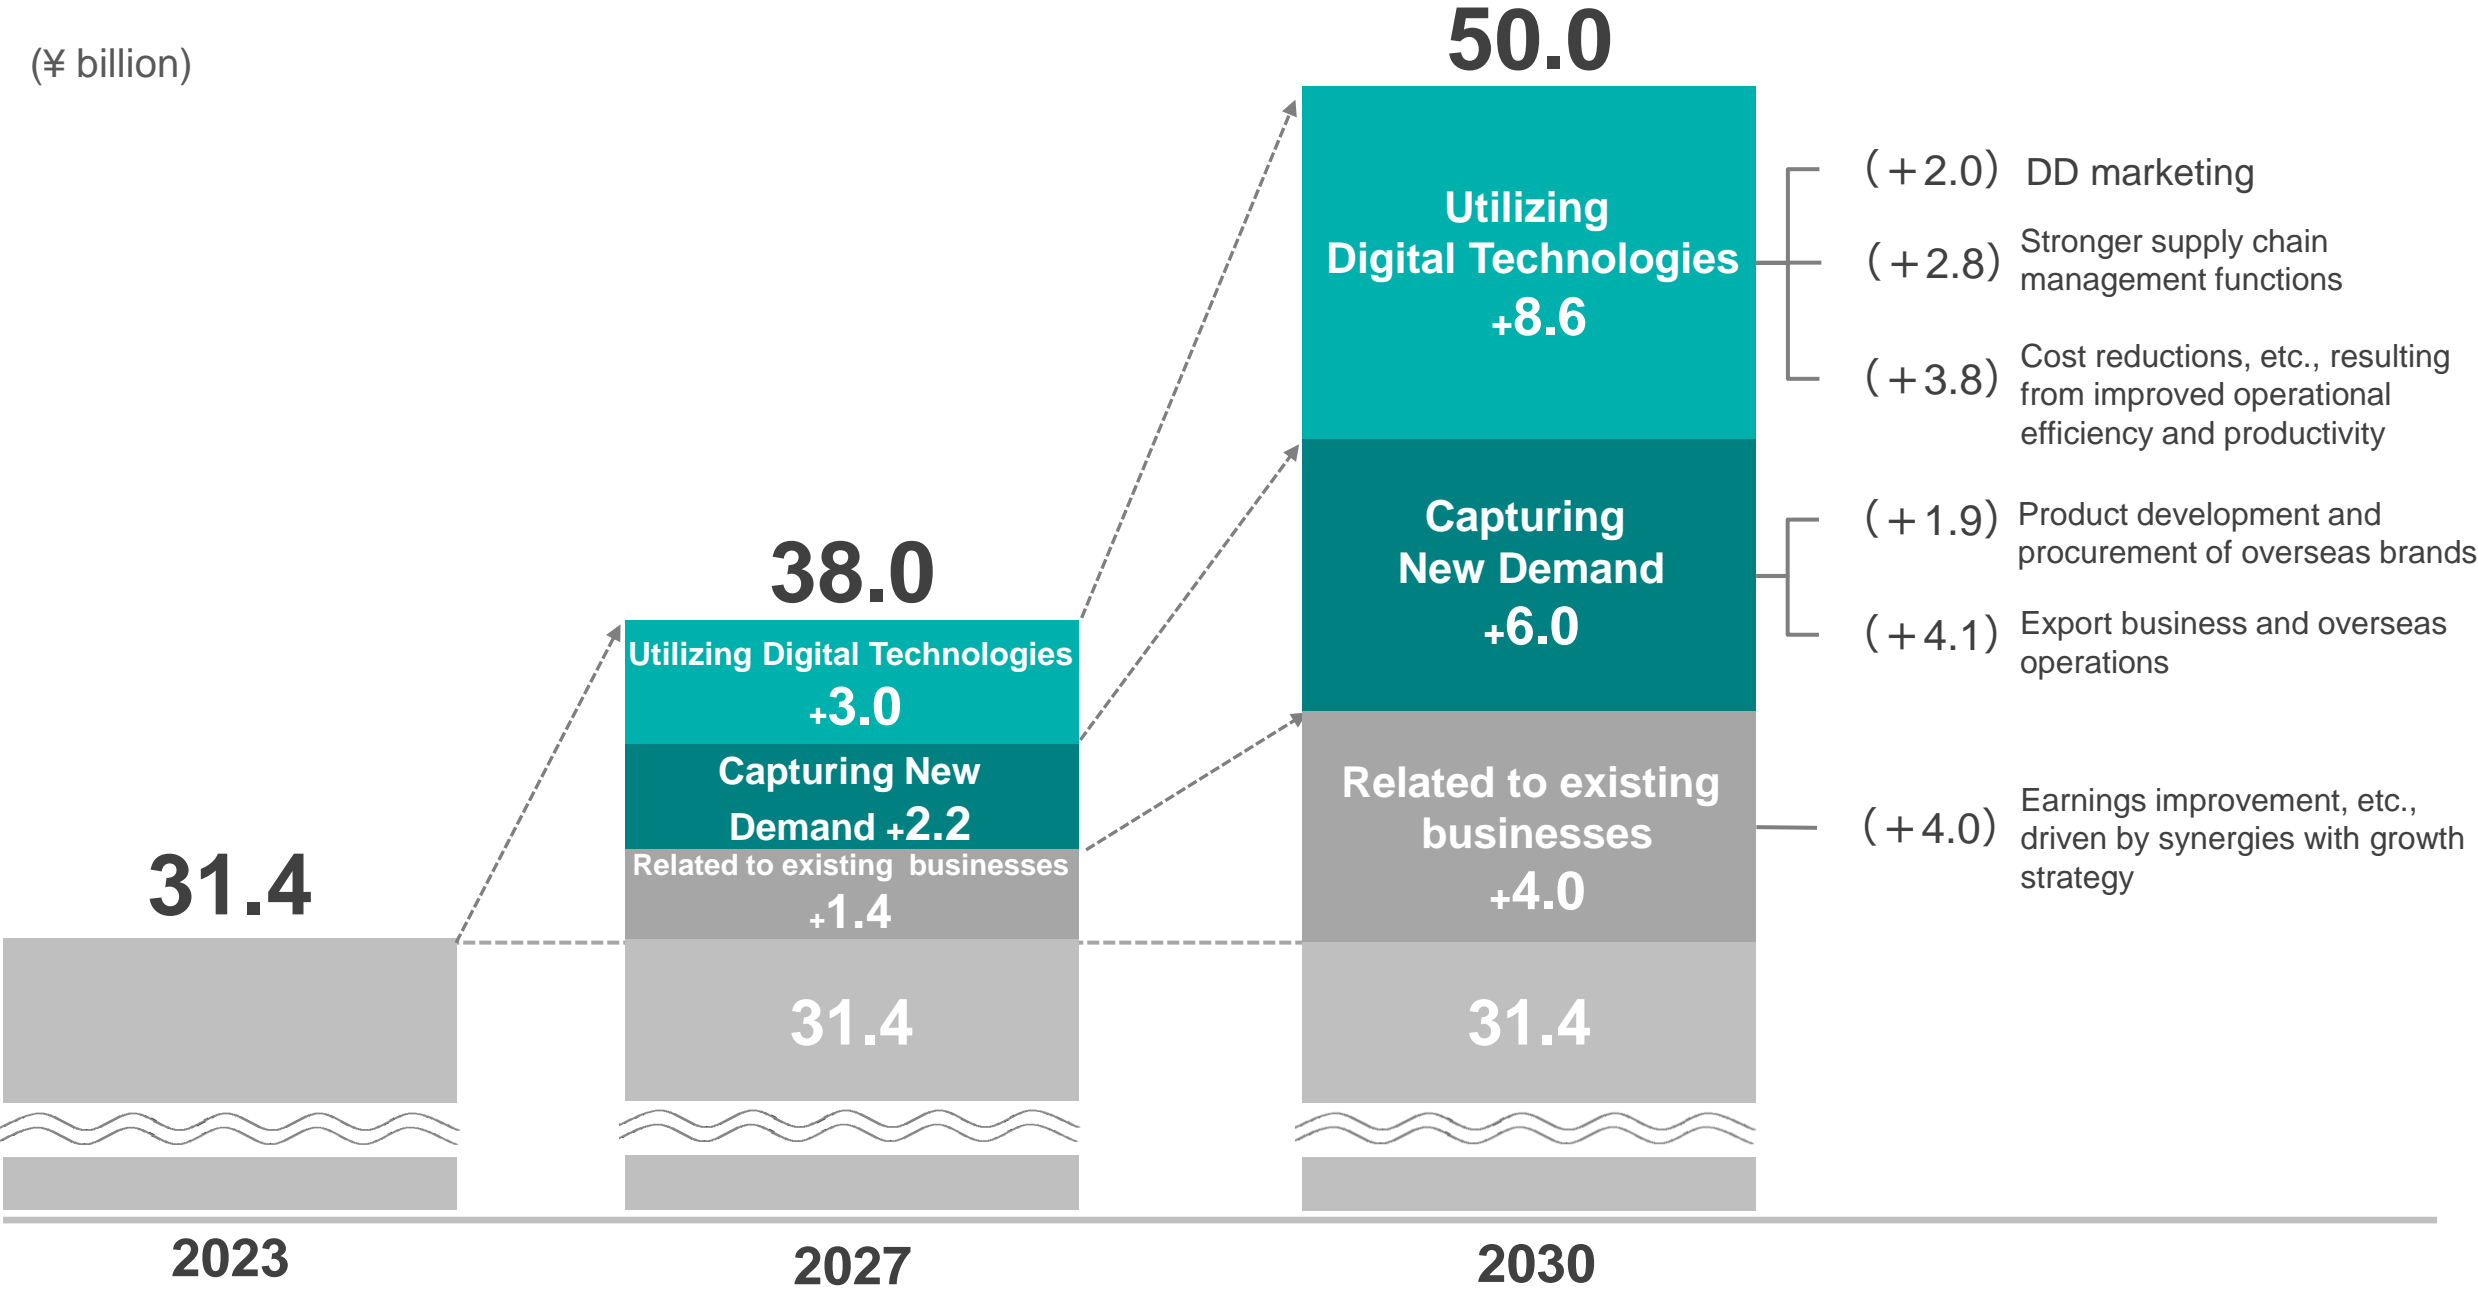 (¥ billion)
31.4
2023
38.0
Utilizing Digital Technologies
+3.0
Capturing New
Demand +2.2
Related to existing businesses
+1.4
31.4
2027
50.0
Utilizing
Digital Technologies
+8.6
Capturing
New Demand
+6.0
Related to existing
businesses
+4.0
31.4
2030
(+2.0) DD marketing
(+2.8) Stronger supply chain
management functions
(+3.8) Cost reductions, etc., resulting
from improved operational
efficiency and productivity
(+1.9) Product development and
procurement of overseas brands
(+4.1) Export business and overseas
operations
(+4.0) Earnings improvement, etc.,
driven by synergies with growth
strategy